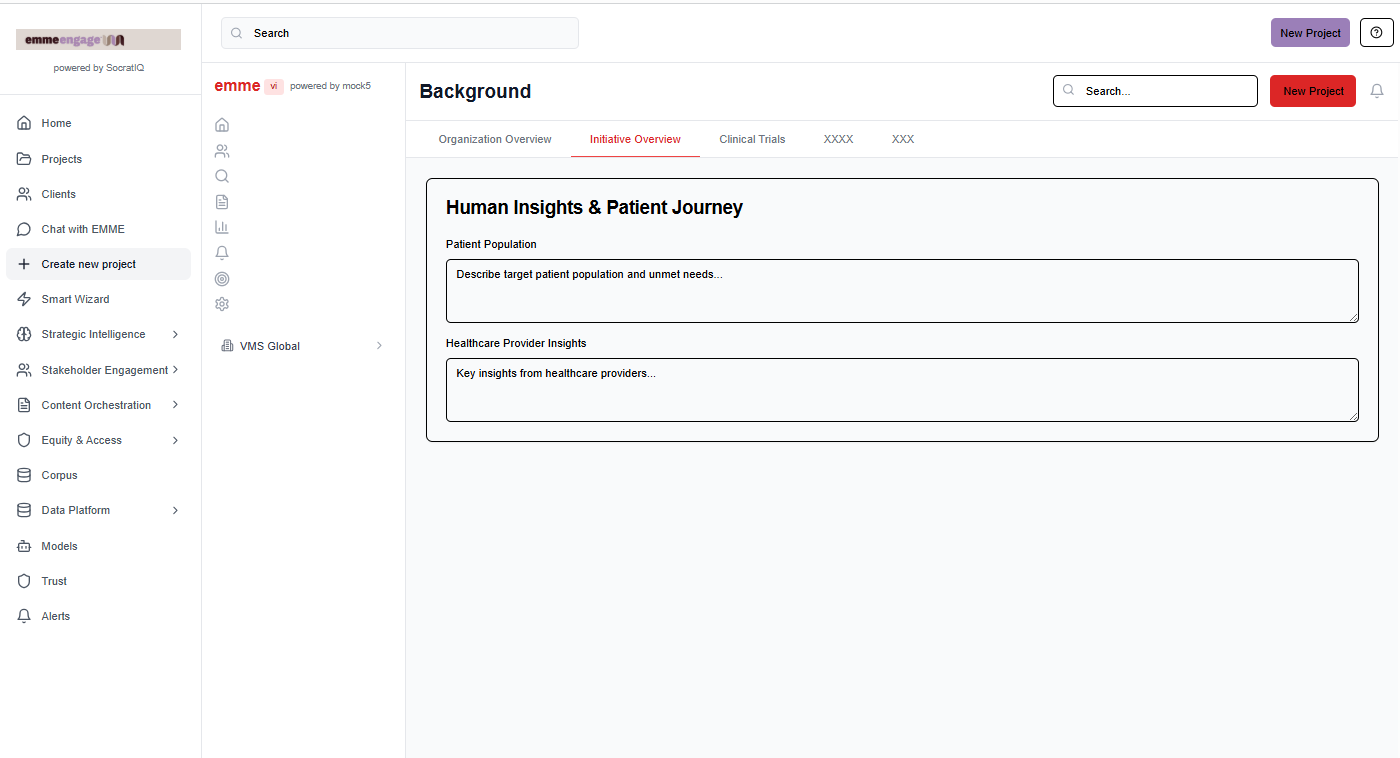 emmeengage
powered by SocratIQ
Home
Projects
Clients
Chat with EMME
Create new project
Smart Wizard
Strategic Intelligence
Stakeholder Engagement
Content Orchestration
Equity & Access
Corpus
Data Platform
Models
Trust
Alerts
Search
New Project
emme vi powered by mock5
VMS Global
Background
Search...
New Project
Organization Overview
Initiative Overview
Clinical Trials
XXXX
XXX
Human Insights & Patient Journey
Patient Population
Describe target patient population and unmet needs...
Healthcare Provider Insights
Key insights from healthcare providers...